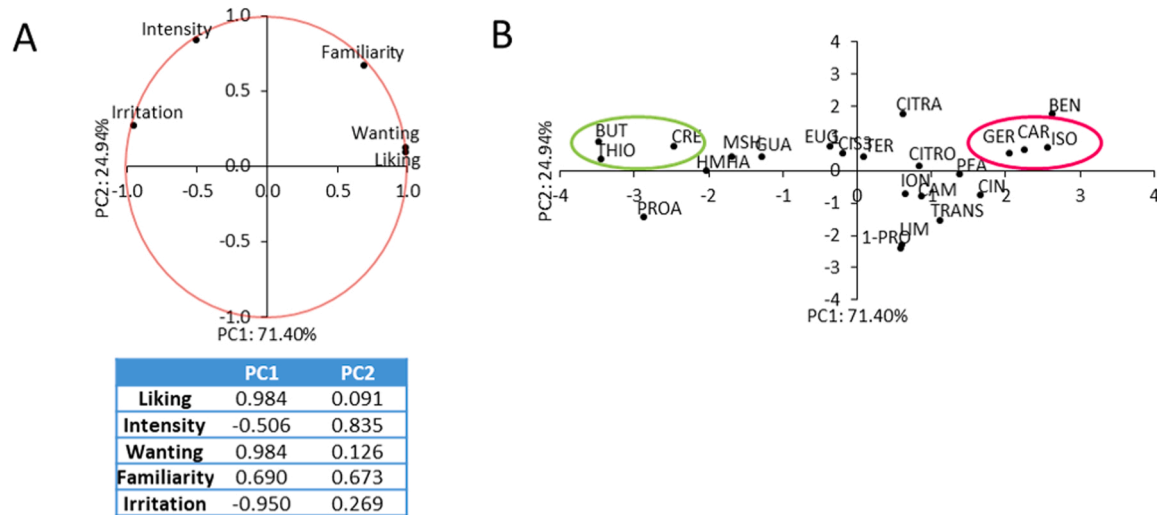 A
1.0
Intensity
Familiarity
0.5
Irritation
Wanting
0.0
Liking
-1.0 -0.5 0.0 0.5 1.0
PC2: 24.94%
-0.5
-1.0
PC1: 71.40%
PC1 PC2
Liking 0.984 0.091
Intensity -0.506 0.835
Wanting 0.984 0.126
Familiarity 0.690 0.673
Irritation -0.950 0.269
B
4
3
2
CITRA BEN
1
BUT CRE MSH GUA EUG CIS3 TER GER CAR ISO
THIO
HMHA CITRO PEA
0
-4 -3 -2 -1 0 1 2 3 4
PC2: 24.94%
ION CAM CIN
-1
PROA TRANS
-2
1-PRO LIM
-3
-4
PC1: 71.40%